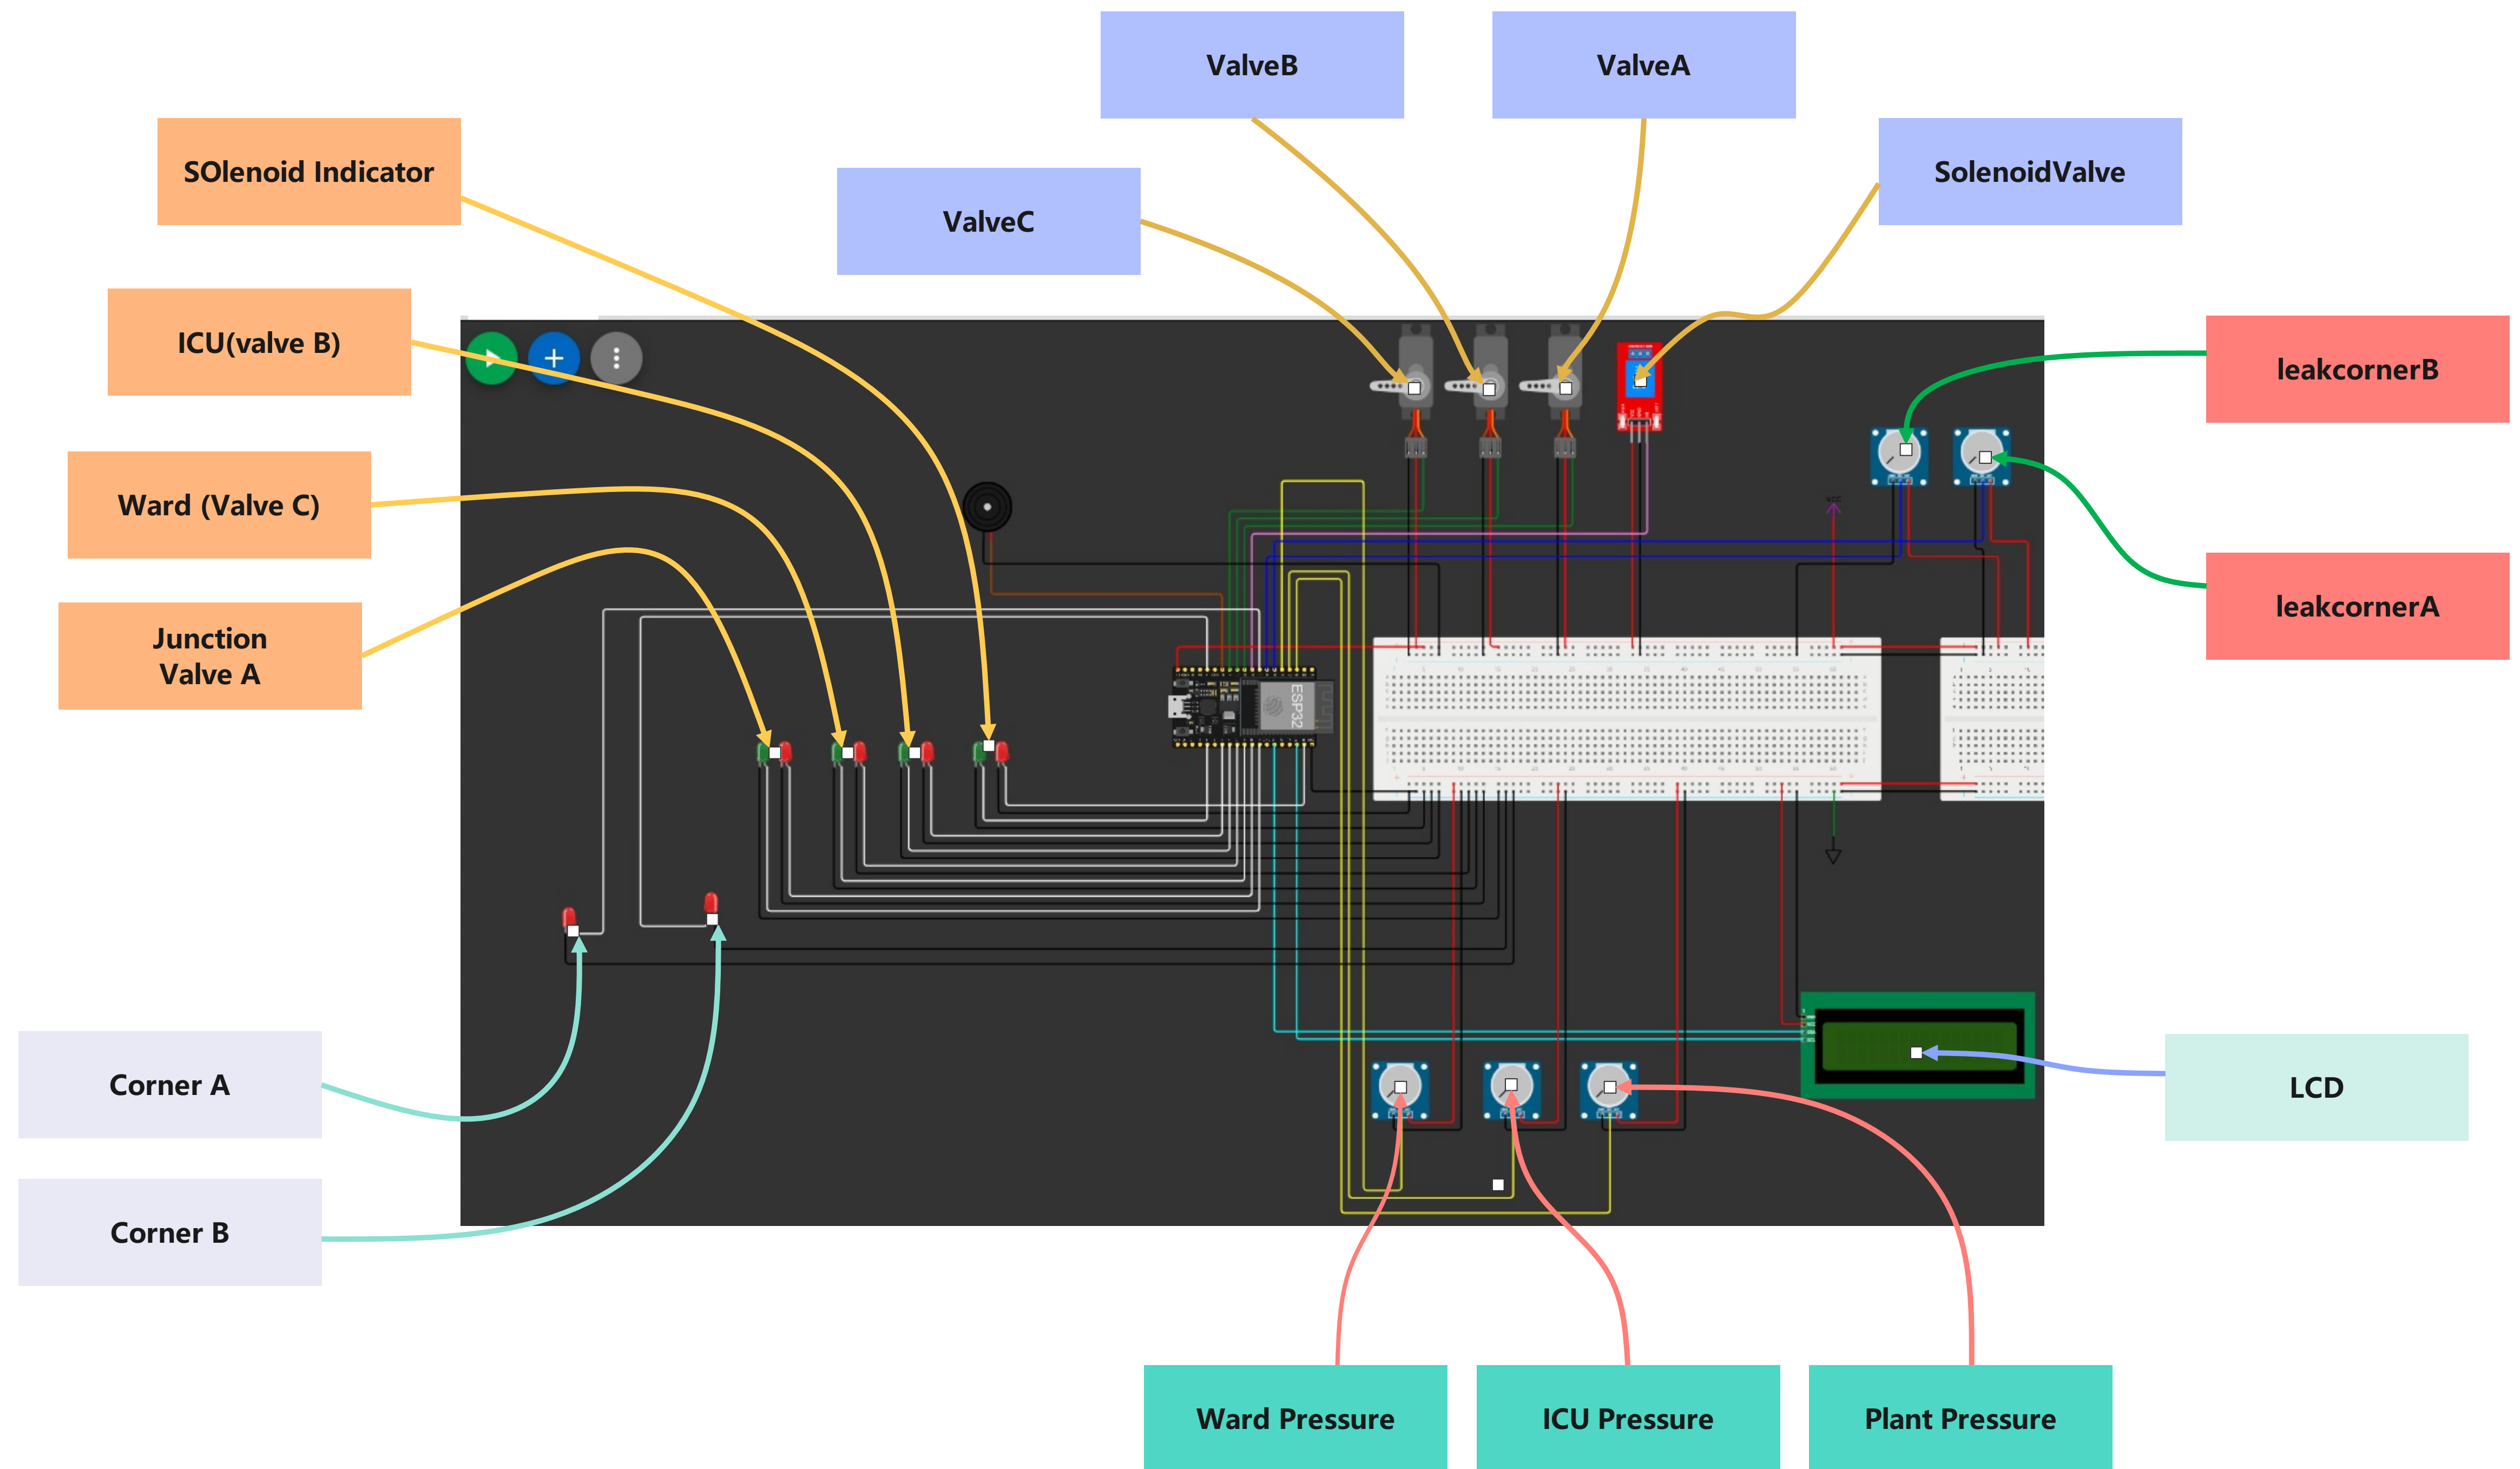 ValveB
ValveA
SOlenoid Indicator
SolenoidValve
ValveC
ICU(valve B)
leakcornerB
Ward (Valve C)
VCC
leakcornerA
Junction
Valve A
ESP32
Corner A
LCD
Corner B
Ward Pressure
ICU Pressure
Plant Pressure